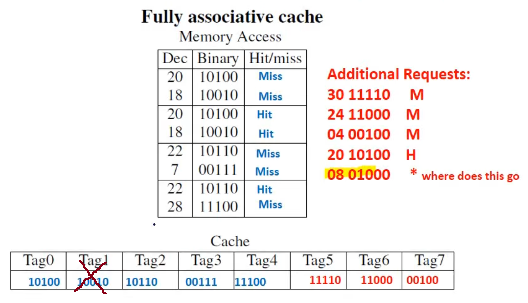 Fully associative cache
Memory Access
Dec Binary Hit/miss
20 10100 Miss
18 10010 Miss
20 10100 Hit
18 10010 Hit
22 10110 Miss
7 00111 Miss
22 10110 Hit
28 11100 Miss
Additional Requests:
30 11110 M
24 11000 M
04 00100 M
20 10100 H
08 01000 * where does this go
Cache
Tag0 Tag1 Tag2 Tag3 Tag4 Tag5 Tag6 Tag7
10100 10010 10110 00111 11100 11110 11000 00100